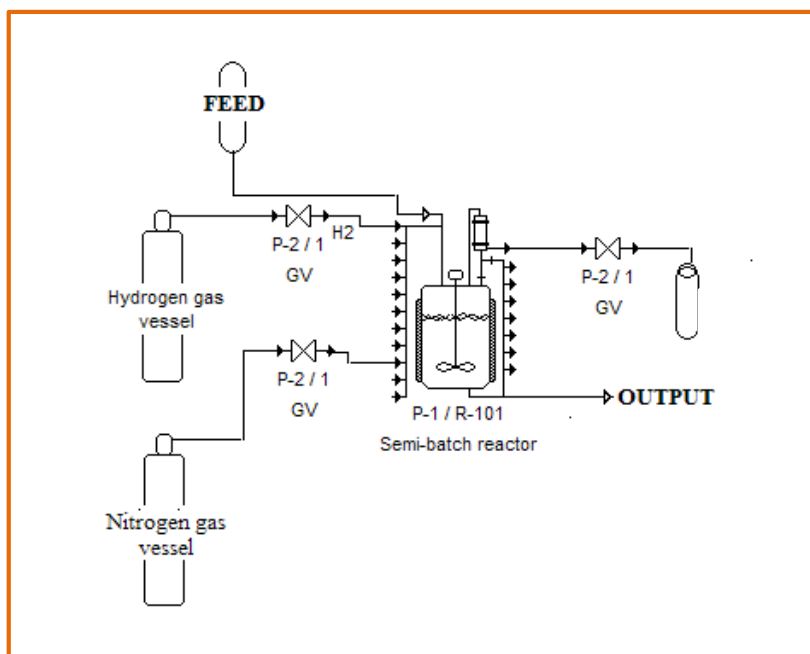 FEED
H2
P-2 / 1
GV
Hydrogen gas
vessel
P-2 / 1
GV
P-2 / 1
GV
P-1 / R-101
Semi-batch reactor
OUTPUT
Nitrogen gas
vessel